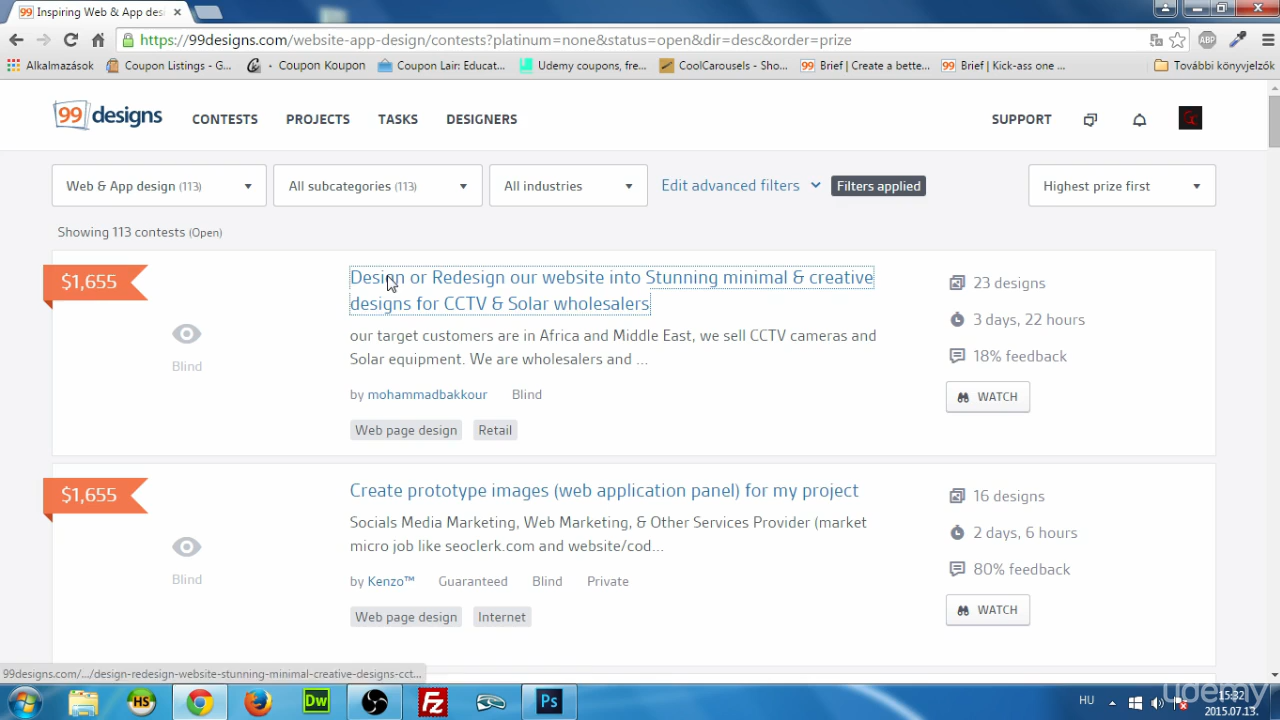 Inspiring Web & App desi
https://99designs.com/website-app-design/contests?platinum=none&status=open&dir=desc&order=prize
ABP
Alkalmazások
Coupon Listings - G...
Coupon Koupon
Coupon Lair: Educat...
Udemy coupons, fre...
CoolCarousels - Sho...
Brief | Create a bette...
Brief | Kick-ass one ...
További könyvjelzők
99designs
CONTESTS
PROJECTS
TASKS
DESIGNERS
SUPPORT
Web & App design (113)
All subcategories (113)
All industries
Edit advanced filters
Filters applied
Highest prize first
Showing 113 contests (Open)
$1,655
Blind
Design or Redesign our website into Stunning minimal & creative
designs for CCTV & Solar wholesalers
our target customers are in Africa and Middle East, we sell CCTV cameras and
Solar equipment. We are wholesalers and ...
by mohammadbakkour Blind
Web page design Retail
23 designs
3 days, 22 hours
18% feedback
WATCH
$1,655
Blind
Create prototype images (web application panel) for my project
Socials Media Marketing, Web Marketing, & Other Services Provider (market
micro job like seoclerk.com and website/cod...
by Kenzo™ Guaranteed Blind Private
Web page design Internet
16 designs
2 days, 6 hours
80% feedback
WATCH
99designs.com/.../design-redesign-website-stunning-minimal-creative-designs-cct...
HS
Dw
Fz
Ps
HU
15:32
2015.07.13.
udemy